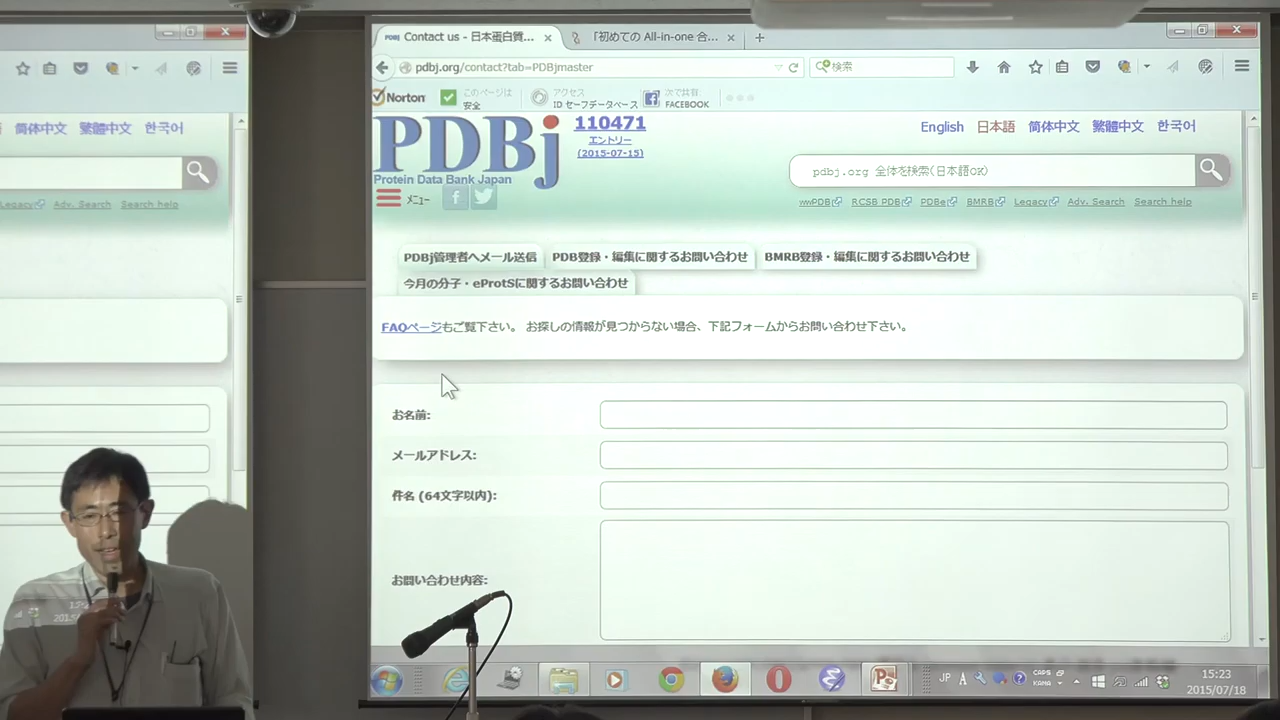 PDBj Contact us - 日本蛋白質...
「初めての All-in-one 合...
pdbj.org/contact?tab=PDBjmaster
検索
Norton
このページは
安全
アクセス
ID セーフデータベース
次で共有:
FACEBOOK
PDBj
Protein Data Bank Japan
110471
エントリー
(2015-07-15)
English 日本語 简体中文 繁體中文 한국어
pdbj.org 全体を検索(日本語OK)
メニュー
wwPDB RCSB PDB PDBe BMRB Legacy Adv. Search Search help
PDBj管理者へメール送信 PDB登録・編集に関するお問い合わせ BMRB登録・編集に関するお問い合わせ
今月の分子・eProtSに関するお問い合わせ
FAQページもご覧下さい。 お探しの情報が見つからない場合、下記フォームからお問い合わせ下さい。
お名前:
メールアドレス:
件名 (64文字以内):
お問い合わせ内容:
JP A CAPS KANA
15:23
2015/07/18
简体中文 繁體中文 한국어
Legacy Adv. Search Search help